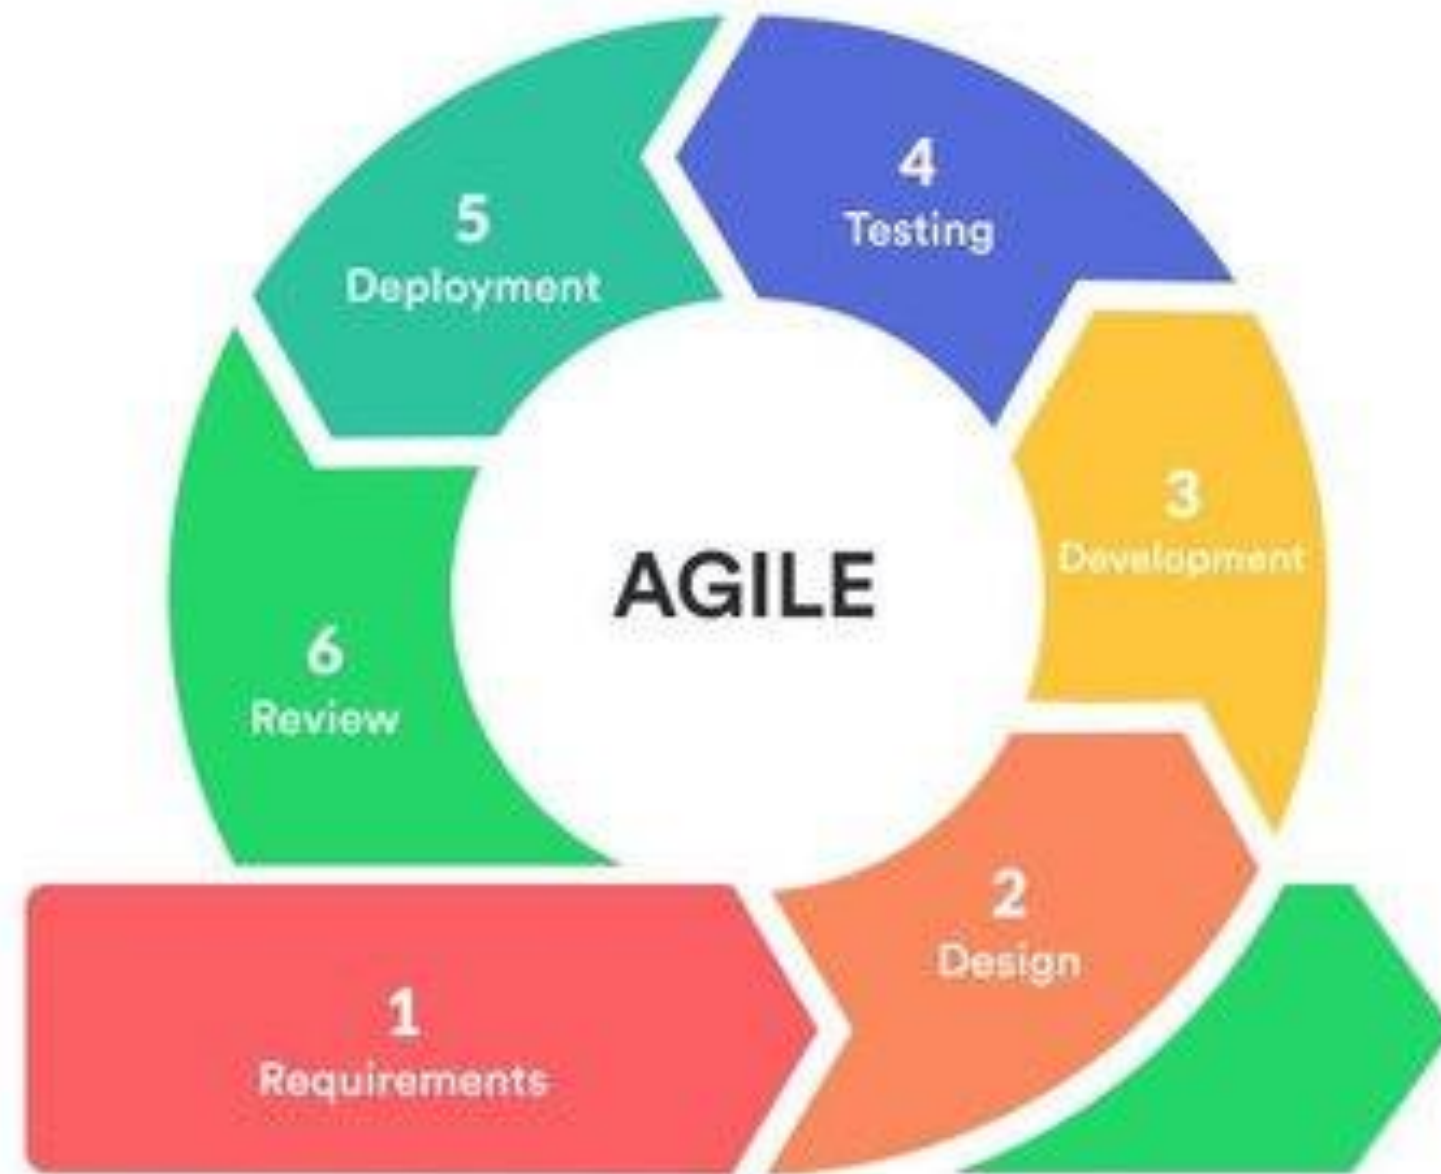 AGILE
1
Requirements
2
Design
3
Development
4
Testing
5
Deployment
6
Review